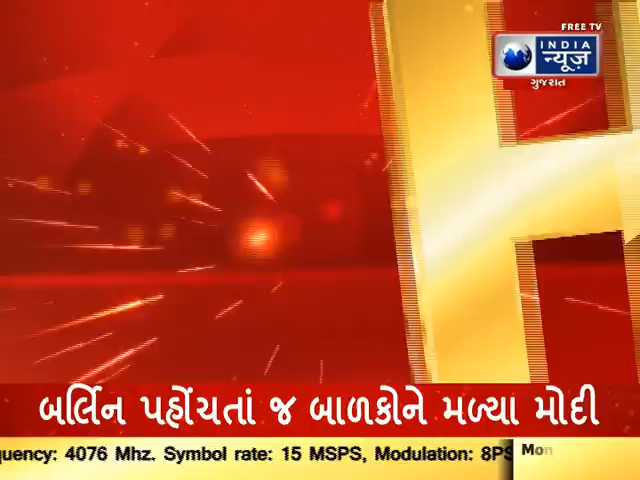 FREE TV
INDIA
न्यूज़
ગુજરાત
બર્લિન પહોંચતાં જ બાળકોને મળ્યા મોદી
quency: 4076 Mhz. Symbol rate: 15 MSPS, Modulation: 8PS
Mon